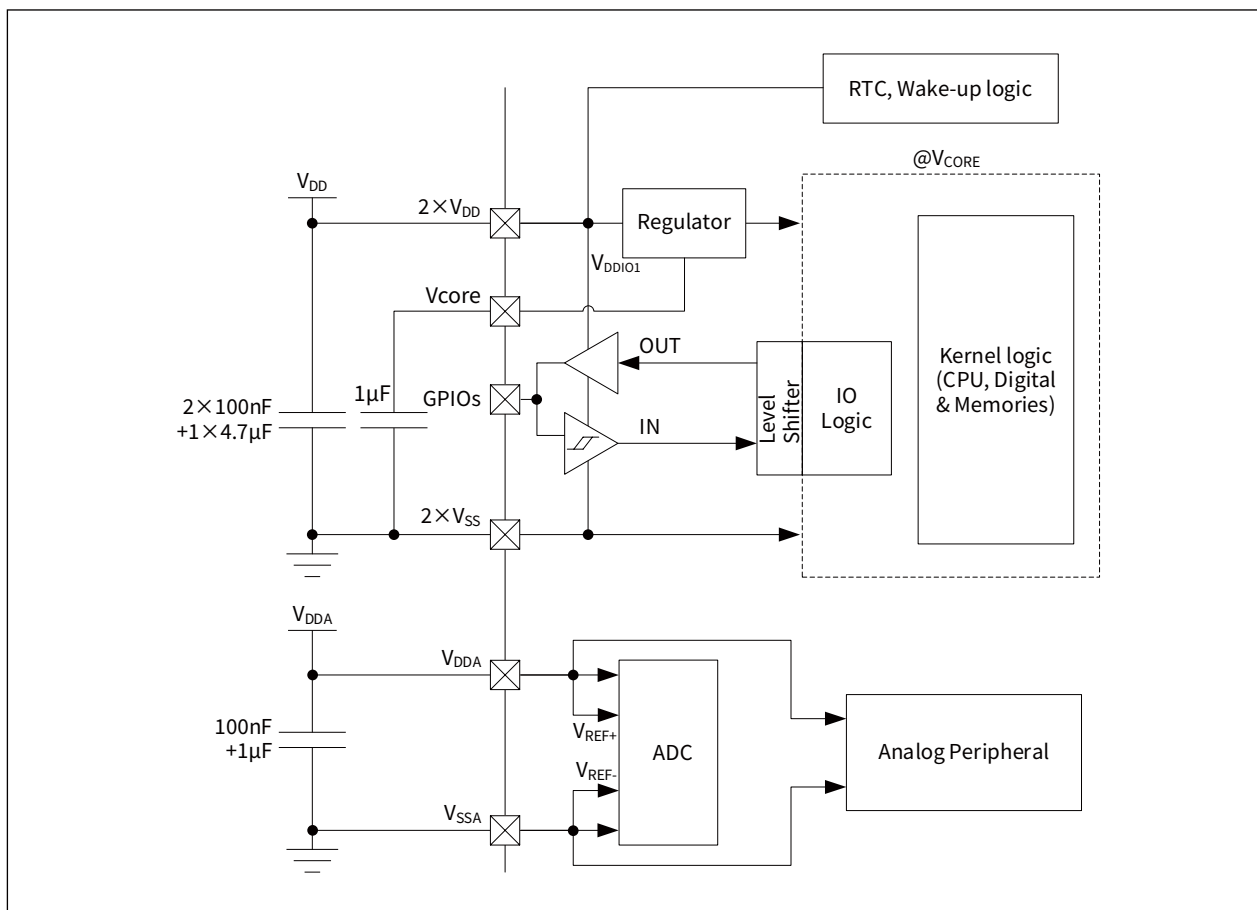 RTC, Wake-up logic
@VCORE
VDD
2×VDD
Regulator
VDDIO1
Vcore
OUT
1μF
GPIOs
2×100nF
+1×4.7μF
Level
Shifter
IO
Logic
Kernel logic
(CPU, Digital
& Memories)
IN
2×VSS
VDDA
VDDA
100nF
+1μF
VREF+
ADC
VREF-
Analog Peripheral
VSSA